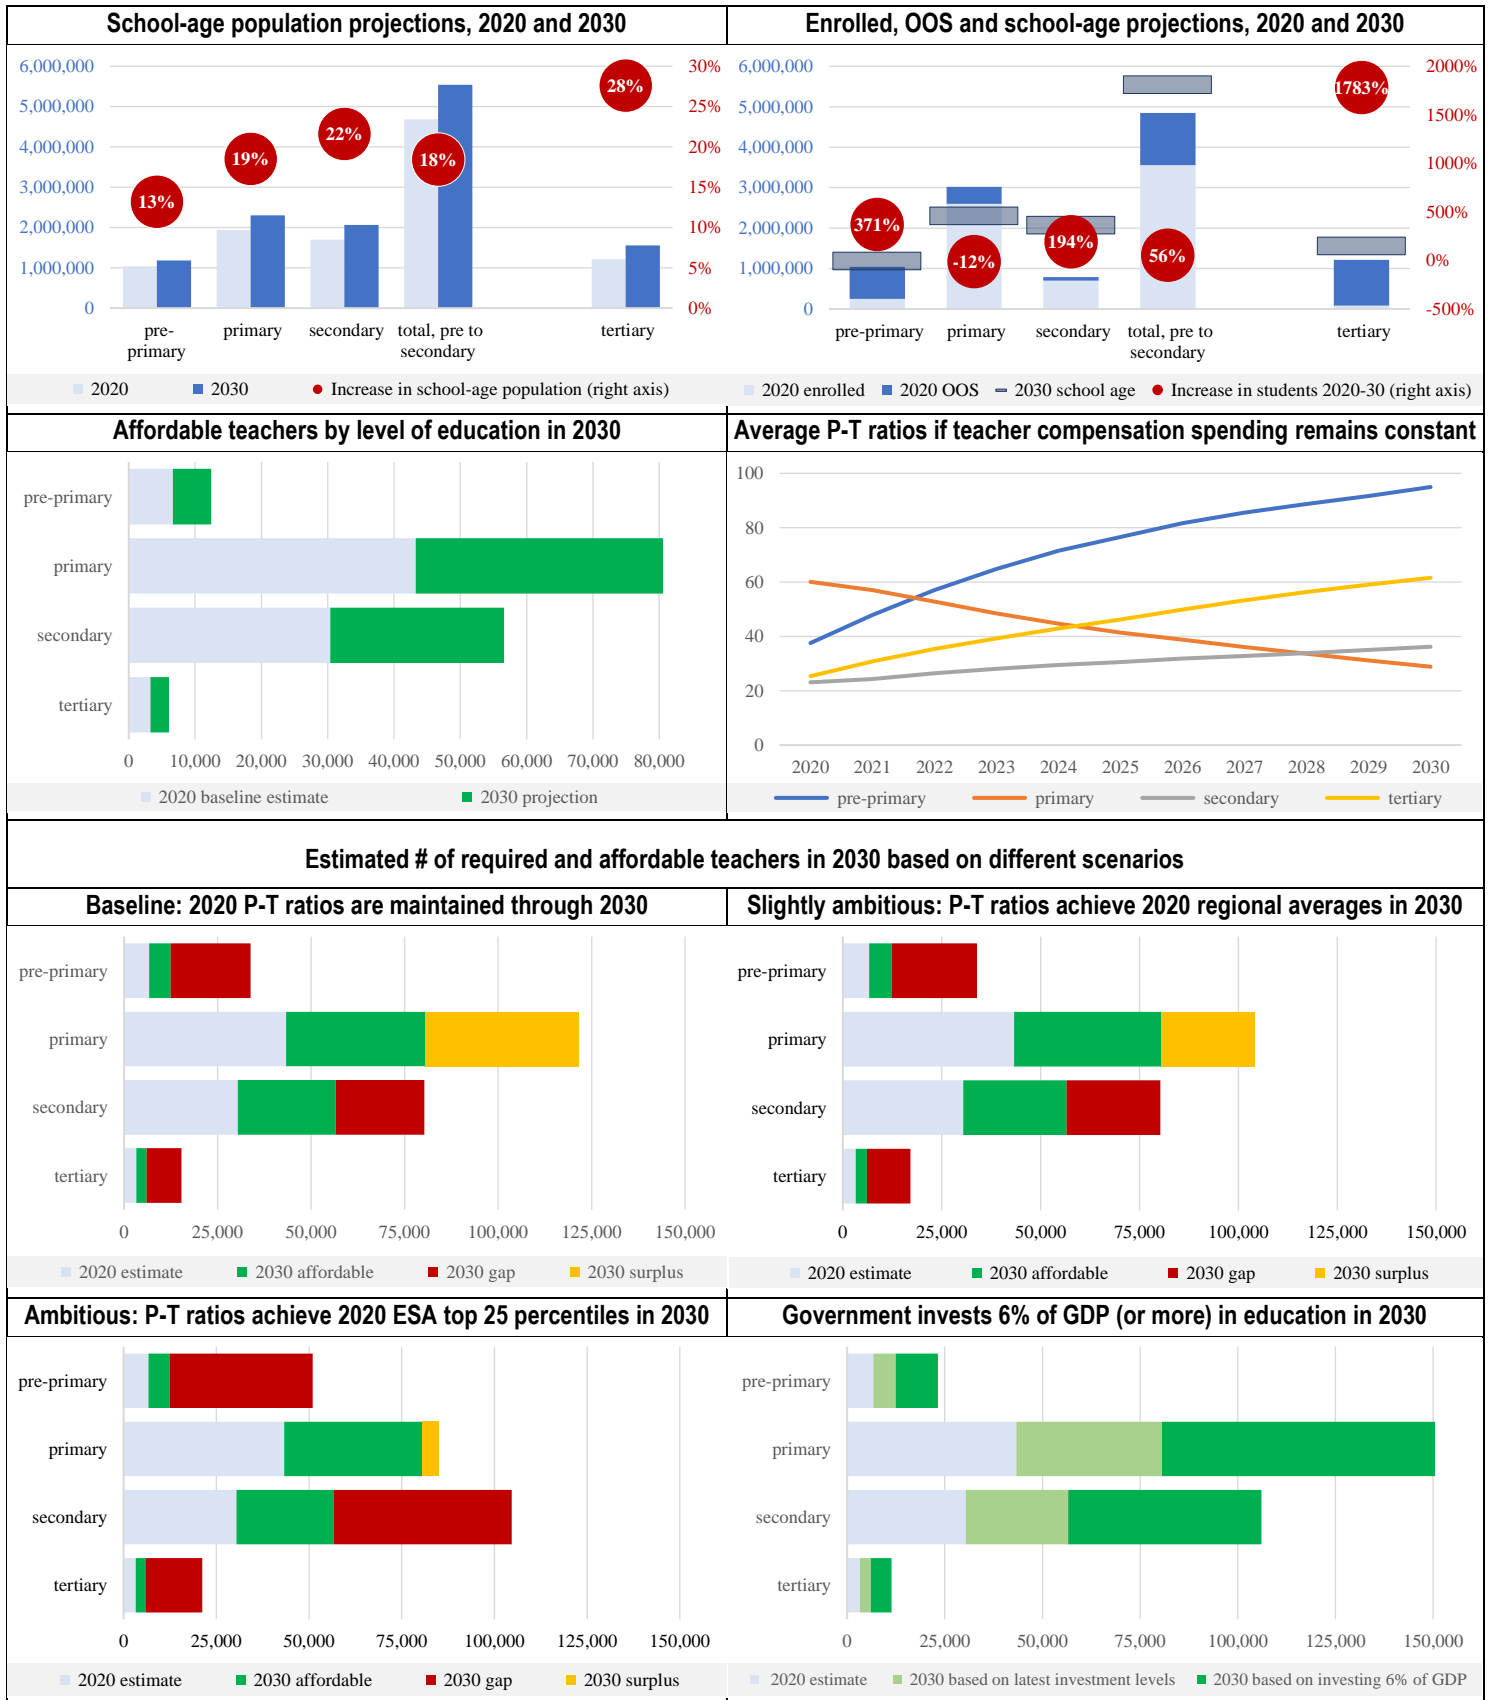 School-age population projections, 2020 and 2030
6,000,000
5,000,000
4,000,000
3,000,000
2,000,000
1,000,000
0
30%
25%
20%
15%
10%
5%
0%
13%
19%
22%
18%
28%
pre-
primary
primary
secondary
total, pre to
secondary
tertiary
2020
2030
Increase in school-age population (right axis)
Enrolled, OOS and school-age projections, 2020 and 2030
6,000,000
5,000,000
4,000,000
3,000,000
2,000,000
1,000,000
0
2000%
1500%
1000%
500%
0%
-500%
371%
-12%
194%
56%
1783%
pre-primary
primary
secondary
total, pre to
secondary
tertiary
2020 enrolled
2020 OOS
2030 school age
Increase in students 2020-30 (right axis)
Affordable teachers by level of education in 2030
pre-primary
primary
secondary
tertiary
0 10,000 20,000 30,000 40,000 50,000 60,000 70,000 80,000
2020 baseline estimate
2030 projection
Average P-T ratios if teacher compensation spending remains constant
100
80
60
40
20
0
2020 2021 2022 2023 2024 2025 2026 2027 2028 2029 2030
pre-primary
primary
secondary
tertiary
Estimated # of required and affordable teachers in 2030 based on different scenarios
Baseline: 2020 P-T ratios are maintained through 2030
pre-primary
primary
secondary
tertiary
0 25,000 50,000 75,000 100,000 125,000 150,000
2020 estimate
2030 affordable
2030 gap
2030 surplus
Slightly ambitious: P-T ratios achieve 2020 regional averages in 2030
pre-primary
primary
secondary
tertiary
0 25,000 50,000 75,000 100,000 125,000 150,000
2020 estimate
2030 affordable
2030 gap
2030 surplus
Ambitious: P-T ratios achieve 2020 ESA top 25 percentiles in 2030
pre-primary
primary
secondary
tertiary
0 25,000 50,000 75,000 100,000 125,000 150,000
2020 estimate
2030 affordable
2030 gap
2030 surplus
Government invests 6% of GDP (or more) in education in 2030
pre-primary
primary
secondary
tertiary
0 25,000 50,000 75,000 100,000 125,000 150,000
2020 estimate
2030 based on latest investment levels
2030 based on investing 6% of GDP